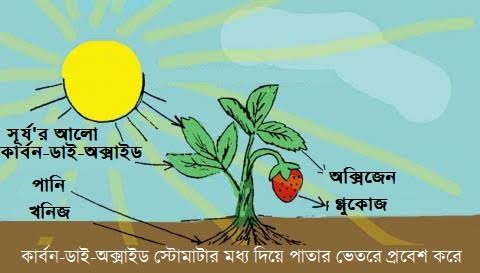 সূর্য'র আলো
কার্বন-ডাই-অক্সাইড
পানি
খনিজ
অক্সিজেন
গ্লুকোজ
কার্বন-ডাই-অক্সাইড স্টোমাটার মধ্য দিয়ে পাতার ভেতরে প্রবেশ করে